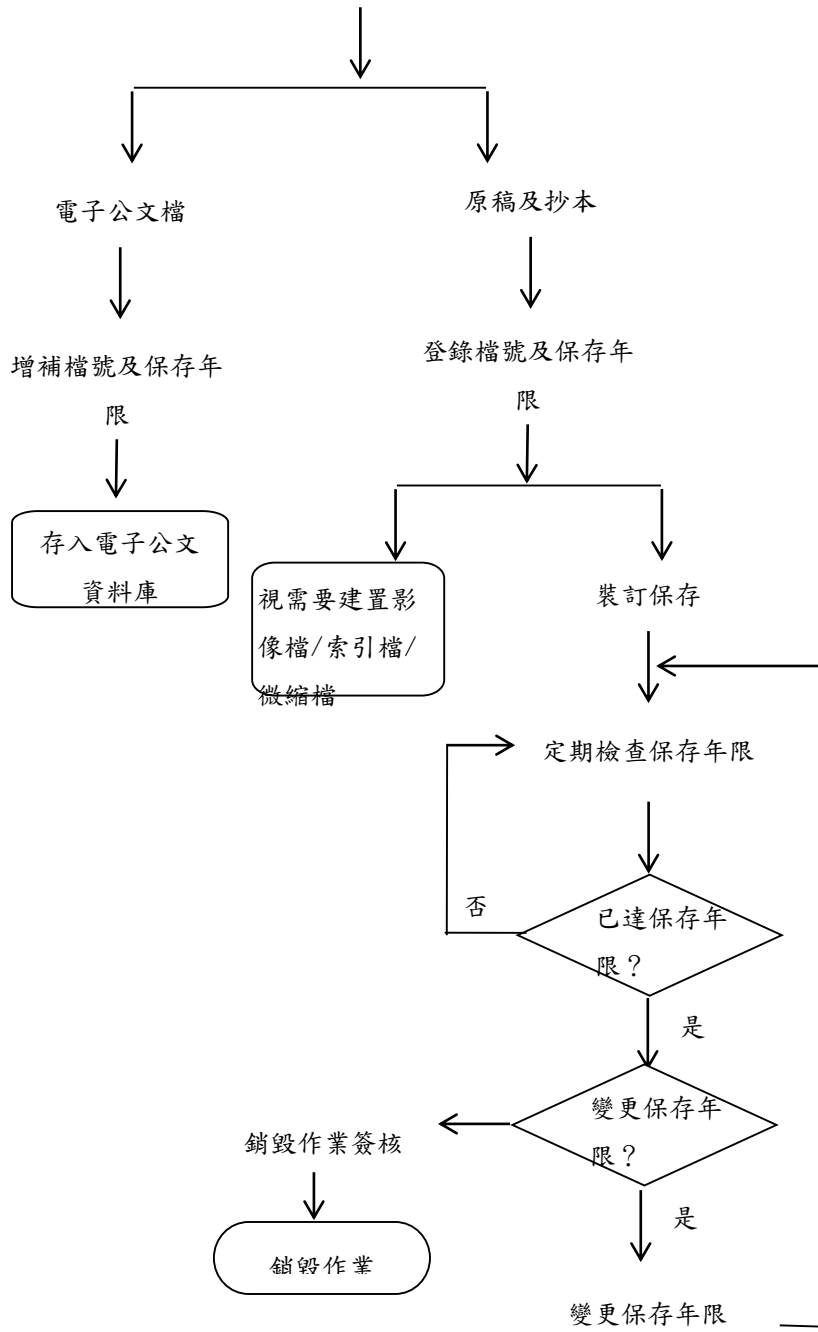 電子公文檔
原稿及抄本
增補檔號及保存年
限
登錄檔號及保存年
限
存入電子公文
資料庫
視需要建置影
像檔/索引檔/
微縮檔
裝訂保存
定期檢查保存年限
否
已達保存年
限？
是
變更保存年
限？
銷毀作業簽核
是
銷毀作業
變更保存年限